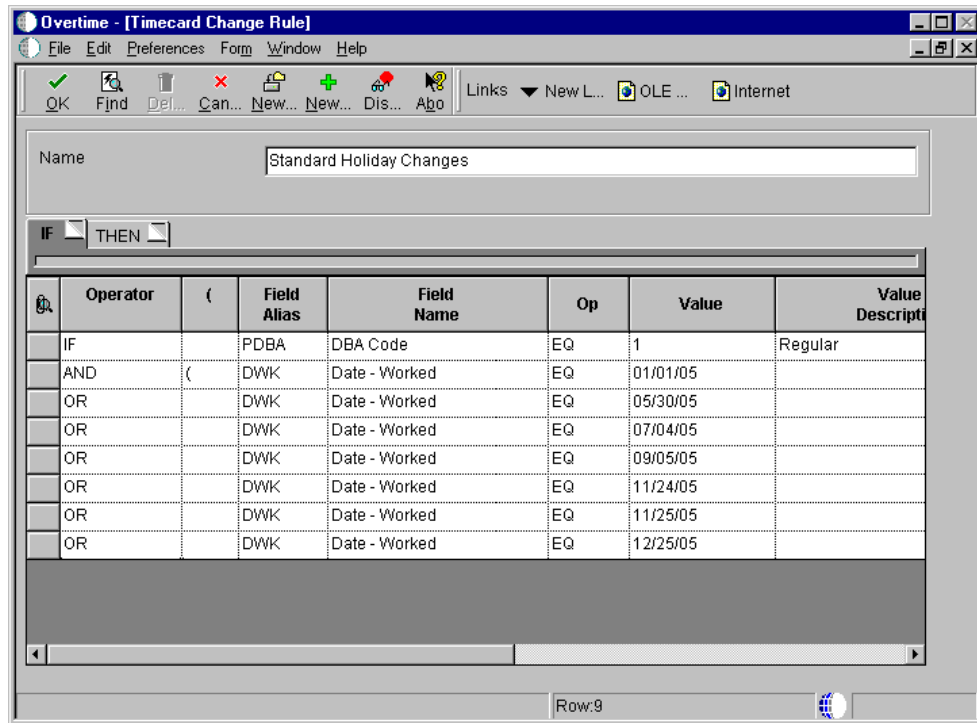 Overtime - [Timecard Change Rule]
File Edit Preferences Form Window Help
OK Find Del... Can... New... New... Dis... Abo Links New L... OLE ... Internet
Name Standard Holiday Changes
IF THEN
Operator ( Field Alias Field Name Op Value Value Descripti
IF PDBA DBA Code EQ 1 Regular
AND ( DWK Date - Worked EQ 01/01/05
OR DWK Date - Worked EQ 05/30/05
OR DWK Date - Worked EQ 07/04/05
OR DWK Date - Worked EQ 09/05/05
OR DWK Date - Worked EQ 11/24/05
OR DWK Date - Worked EQ 11/25/05
OR DWK Date - Worked EQ 12/25/05
Row:9